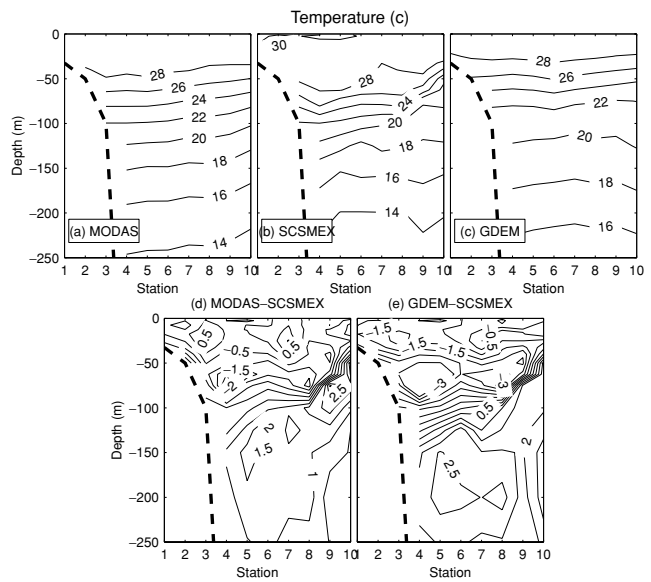 Temperature (c)
0
−50
−100
−150
−200
−250
Depth (m)
28
26
24
22
20
18
16
14
(a) MODAS
1 2 3 4 5 6 7 8 9 10
Station
30
28
24
20
18
16
14
(b) SCSMEX
1 2 3 4 5 6 7 8 9 10
Station
28
26
22
20
18
16
(c) GDEM
1 2 3 4 5 6 7 8 9 10
Station
(d) MODAS−SCSMEX
0
−50
−100
−150
−200
−250
Depth (m)
0.5
0.5
−0.5
−1.5
−2
2.5
2
1.5
1
1 2 3 4 5 6 7 8 9 10
Station
(e) GDEM−SCSMEX
−1.5
−0.5
−1.5
−1.5
−3
−3
0.5
2
2.5
1 2 3 4 5 6 7 8 9 10
Station